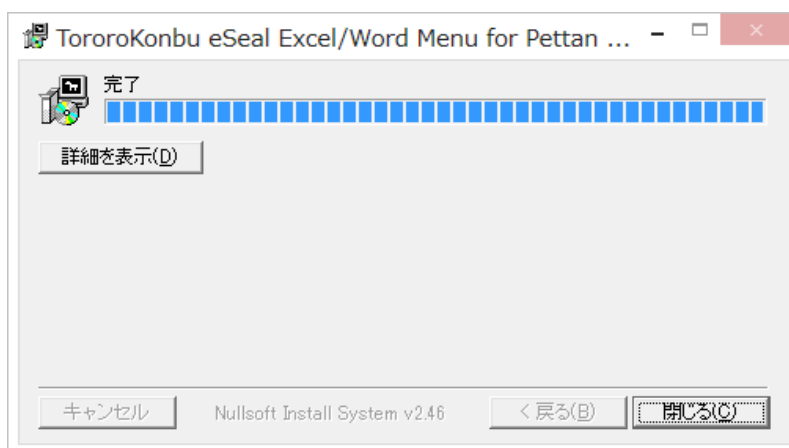 TororoKonbu eSeal Excel/Word Menu for Pettan ...
完了
詳細を表示(D)
キャンセル Nullsoft Install System v2.46 < 戻る(B) 閉じる(C)